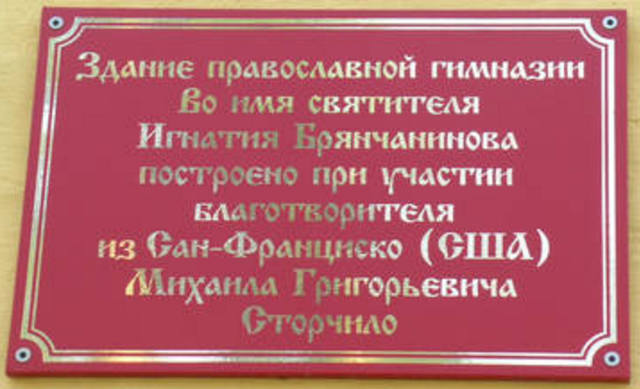 Здание православной гимназии
Во имя святителя
Игнатия Брянчанинова
построено при участии
благотворителя
из Сан-Франциско (США)
Михаила Григорьевича
Сторчило